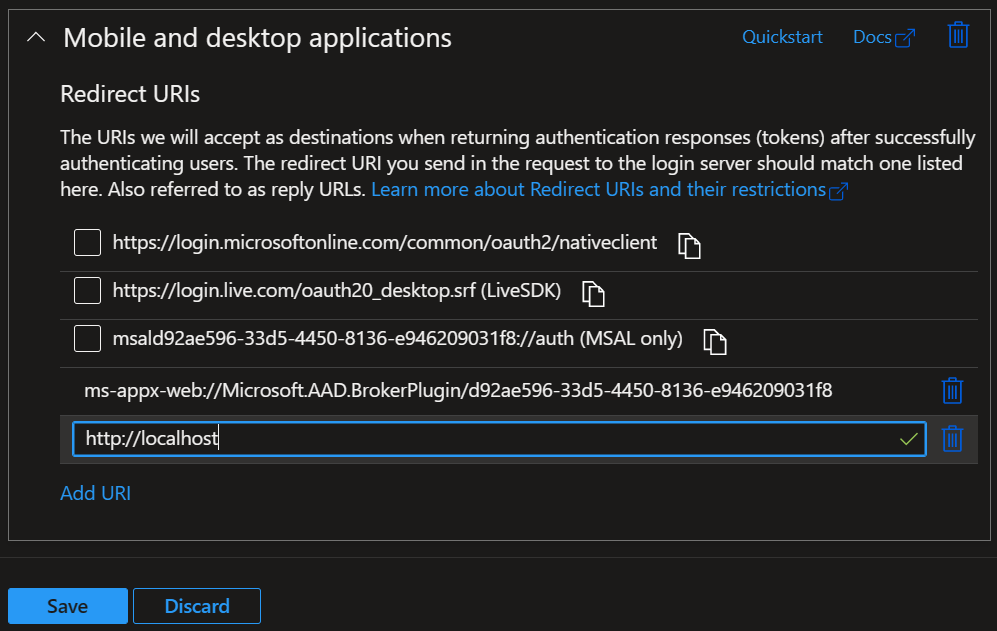 Mobile and desktop applications
Quickstart
Docs
Redirect URIs
The URIs we will accept as destinations when returning authentication responses (tokens) after successfully
authenticating users. The redirect URI you send in the request to the login server should match one listed
here. Also referred to as reply URLs. Learn more about Redirect URIs and their restrictions
https://login.microsoftonline.com/common/oauth2/nativeclient
https://login.live.com/oauth20_desktop.srf (LiveSDK)
msald92ae596-33d5-4450-8136-e946209031f8://auth (MSAL only)
ms-appx-web://Microsoft.AAD.BrokerPlugin/d92ae596-33d5-4450-8136-e946209031f8
http://localhost
Add URI
Save
Discard